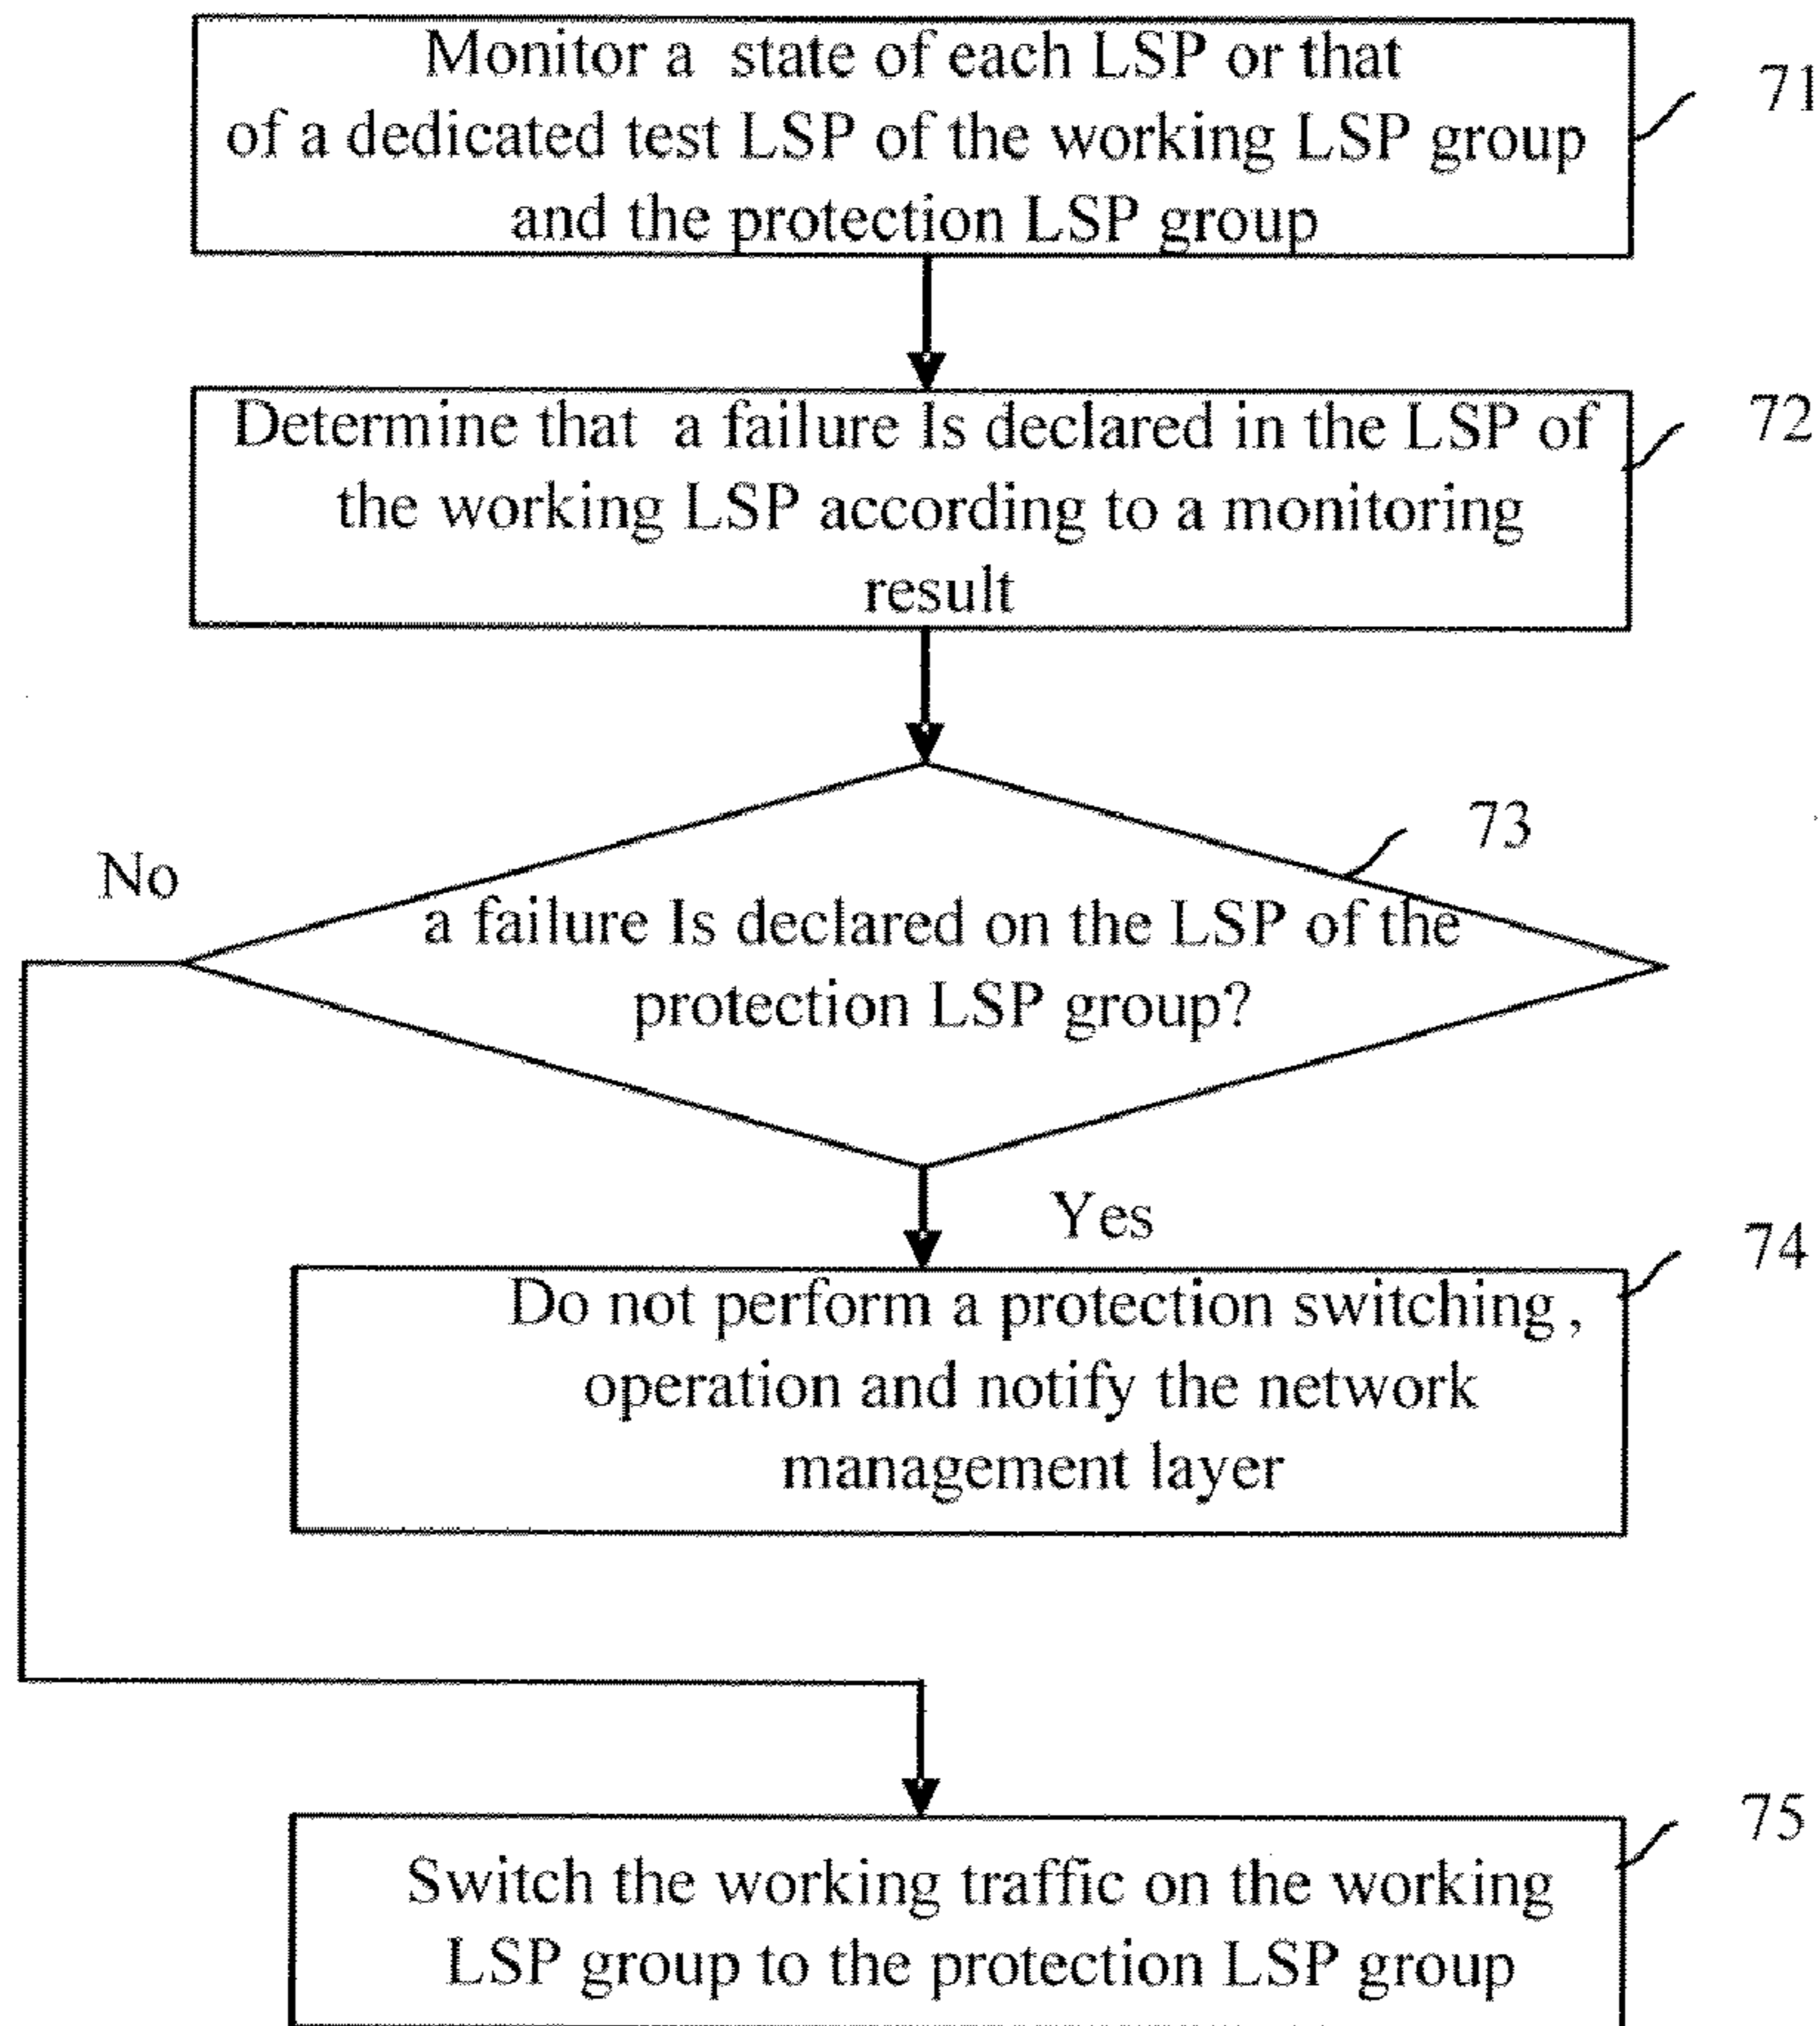 Monitor a state of each LSP or that
of a dedicated test LSP of the working LSP group
and the protection LSP group
71
Determine that a failure Is declared in the LSP of
the working LSP according to a monitoring
result
72
73
No
a failure Is declared on the LSP of the
protection LSP group?
Yes
74
Do not perform a protection switching ,
operation and notify the network
management layer
75
Switch the working traffic on the working
LSP group to the protection LSP group